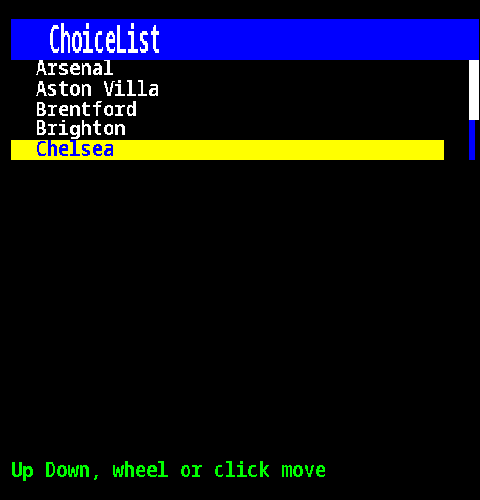 ChoiceList
Arsenal
Aston Villa
Brentford
Brighton
Chelsea
Up Down, wheel or click move